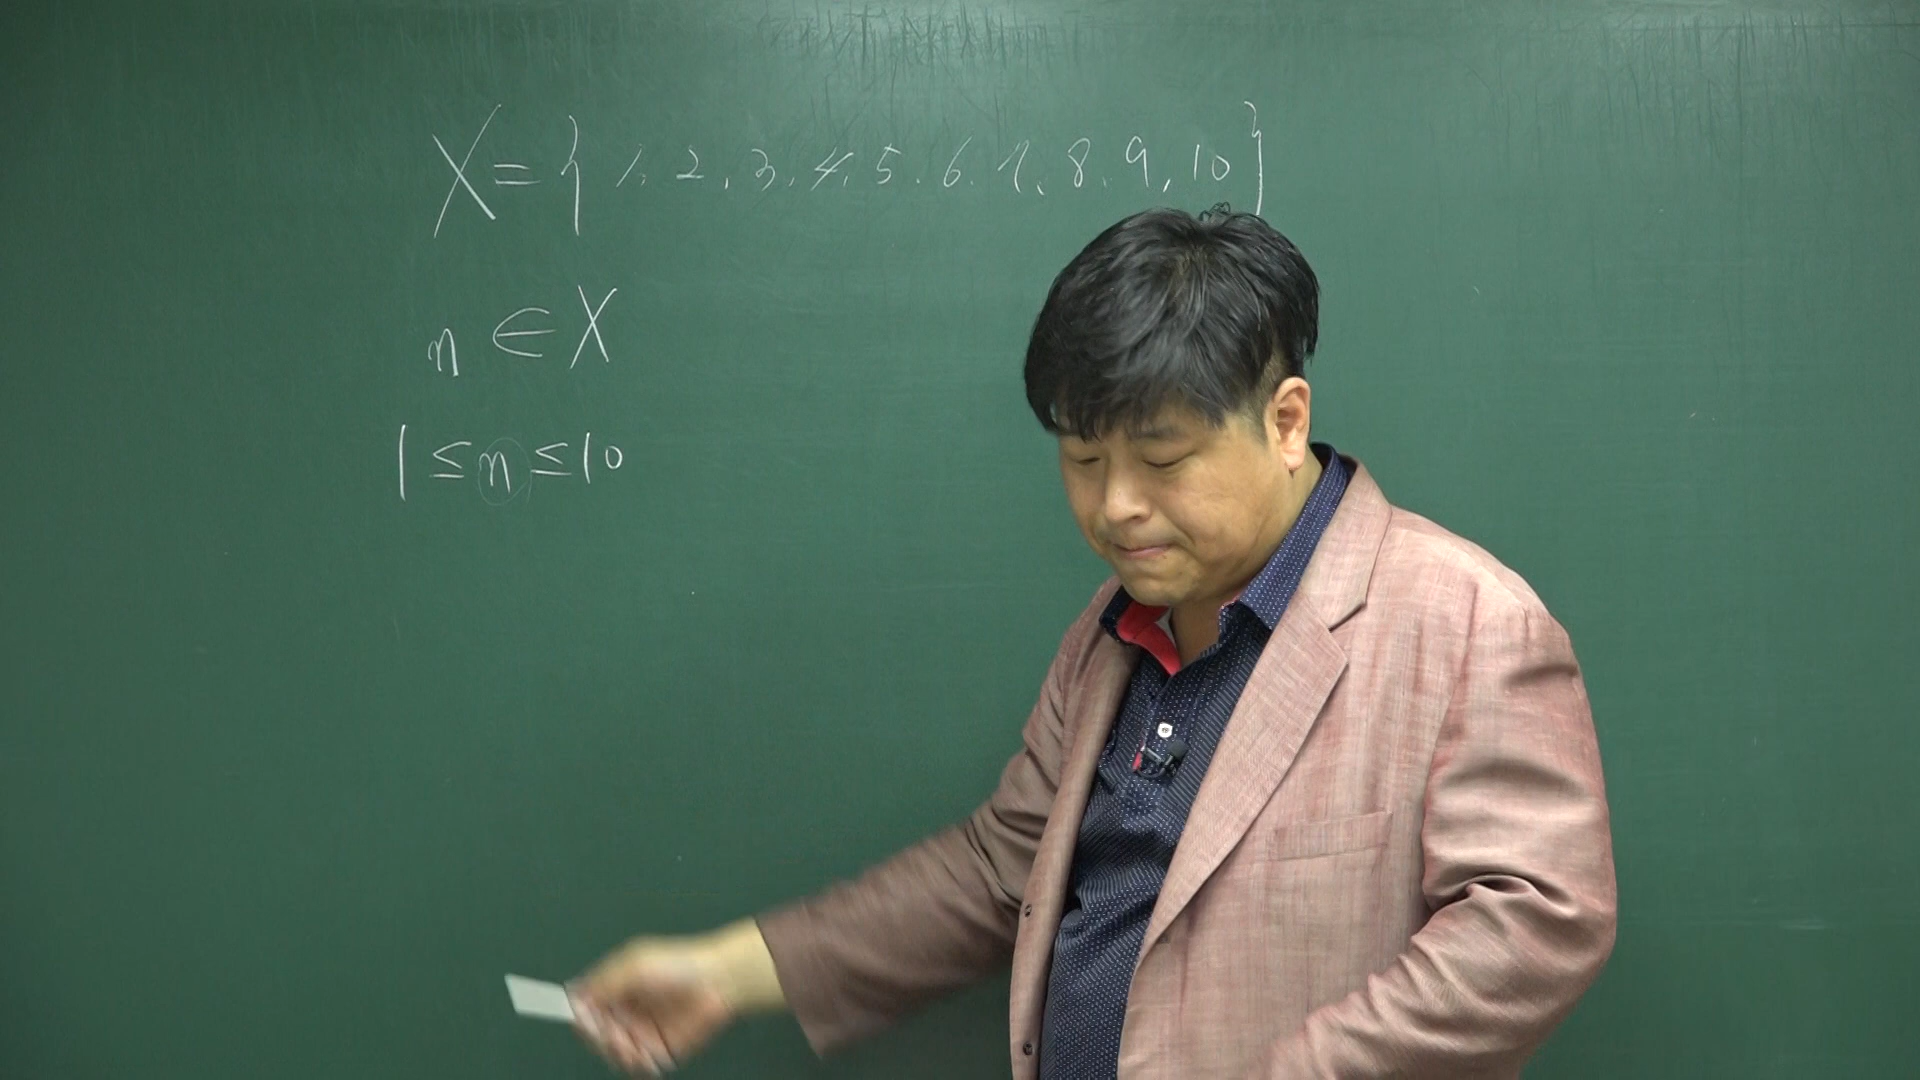 X = { 1, 2, 3, 4, 5, 6, 7, 8, 9, 10 }
n ∈ X
1 ≤ n ≤ 10